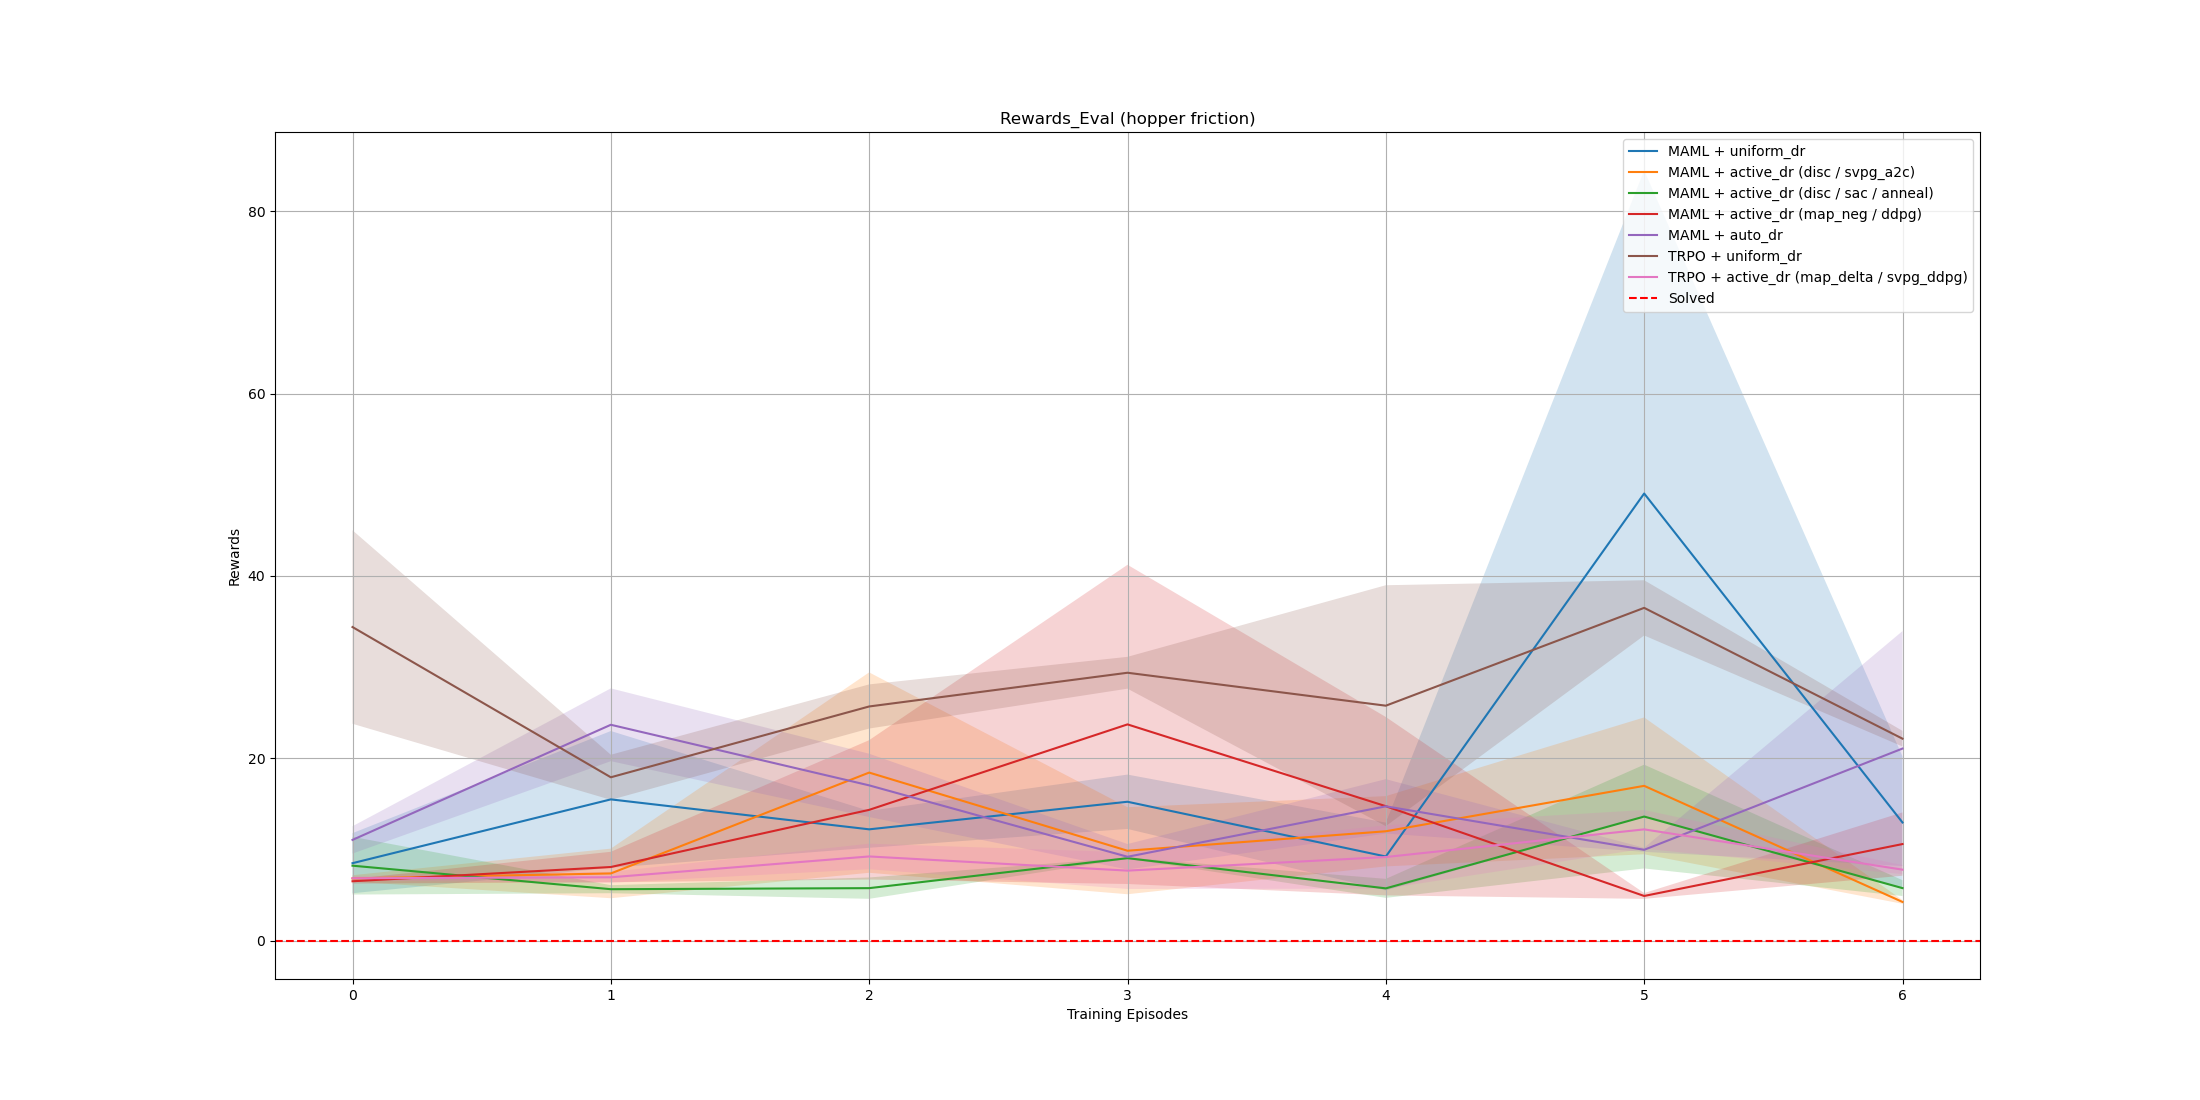 Rewards_Eval (hopper friction)
MAML + uniform_dr
MAML + active_dr (disc / svpg_a2c)
MAML + active_dr (disc / sac / anneal)
MAML + active_dr (map_neg / ddpg)
MAML + auto_dr
TRPO + uniform_dr
TRPO + active_dr (map_delta / svpg_ddpg)
Solved
80
60
40
20
0
Rewards
0 1 2 3 4 5 6
Training Episodes